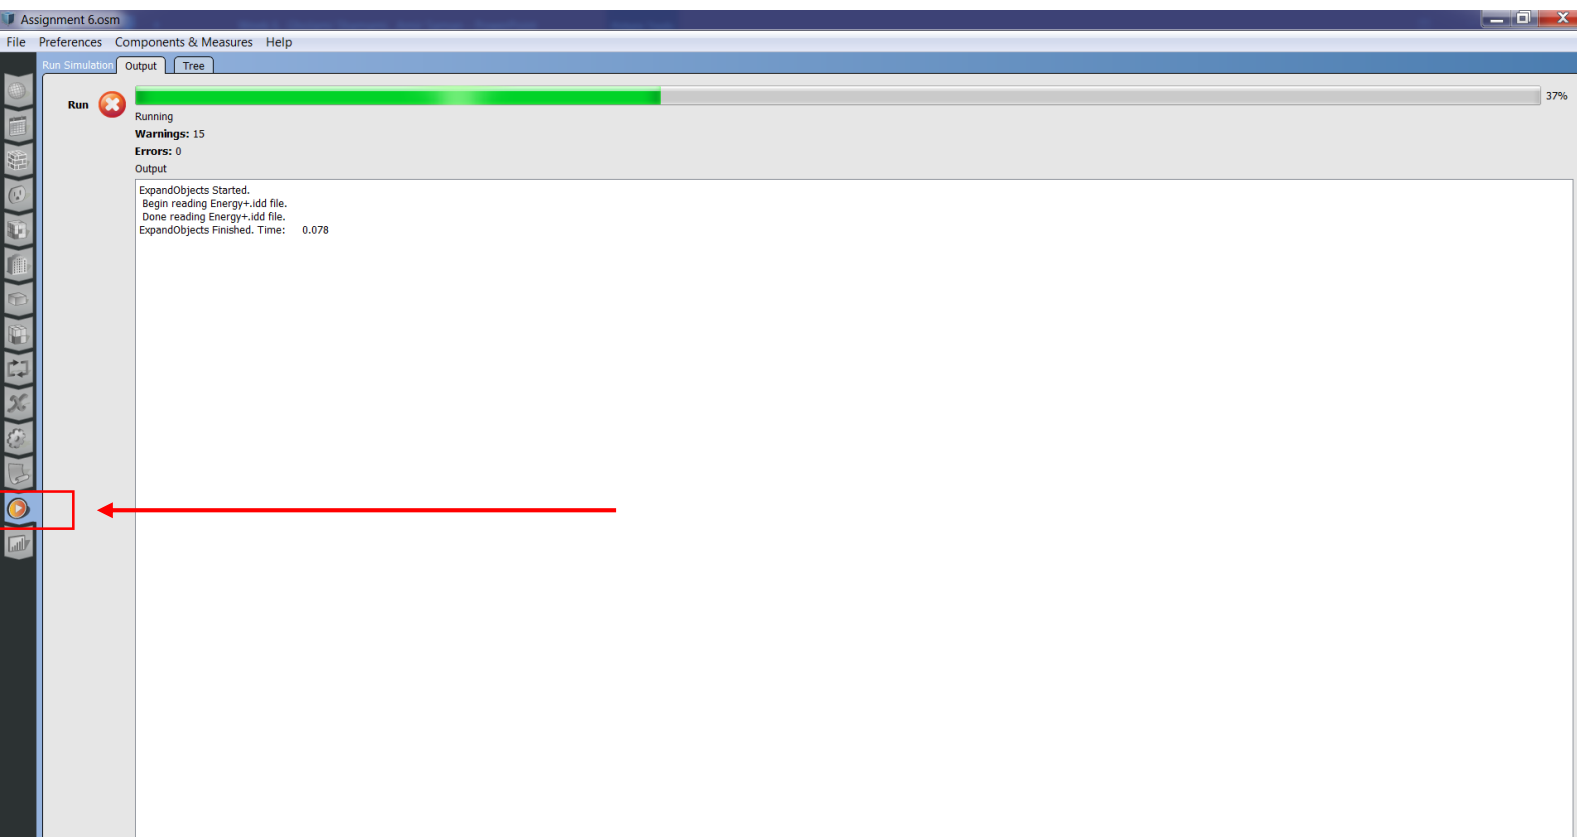 Assignment 6.osm
File Preferences Components & Measures Help
Run Simulation Output Tree
Run 37%
Running
Warnings: 15
Errors: 0
Output
ExpandObjects Started.
Begin reading Energy+.idd file.
Done reading Energy+.idd file.
ExpandObjects Finished. Time: 0.078